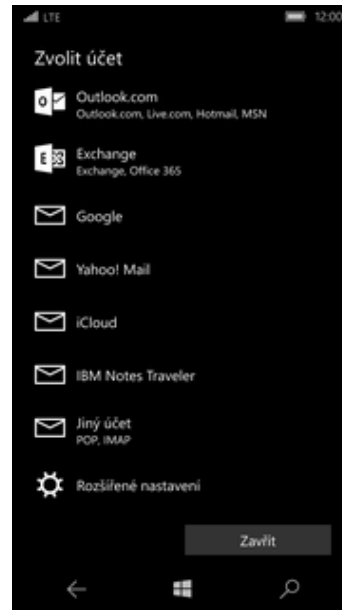 LTE 12:00
Zvolit účet
Outlook.com
Outlook.com, Live.com, Hotmail, MSN
Exchange
Exchange, Office 365
Google
Yahoo! Mail
iCloud
IBM Notes Traveler
Jiný účet
POP, IMAP
Rozšířené nastavení
Zavřít